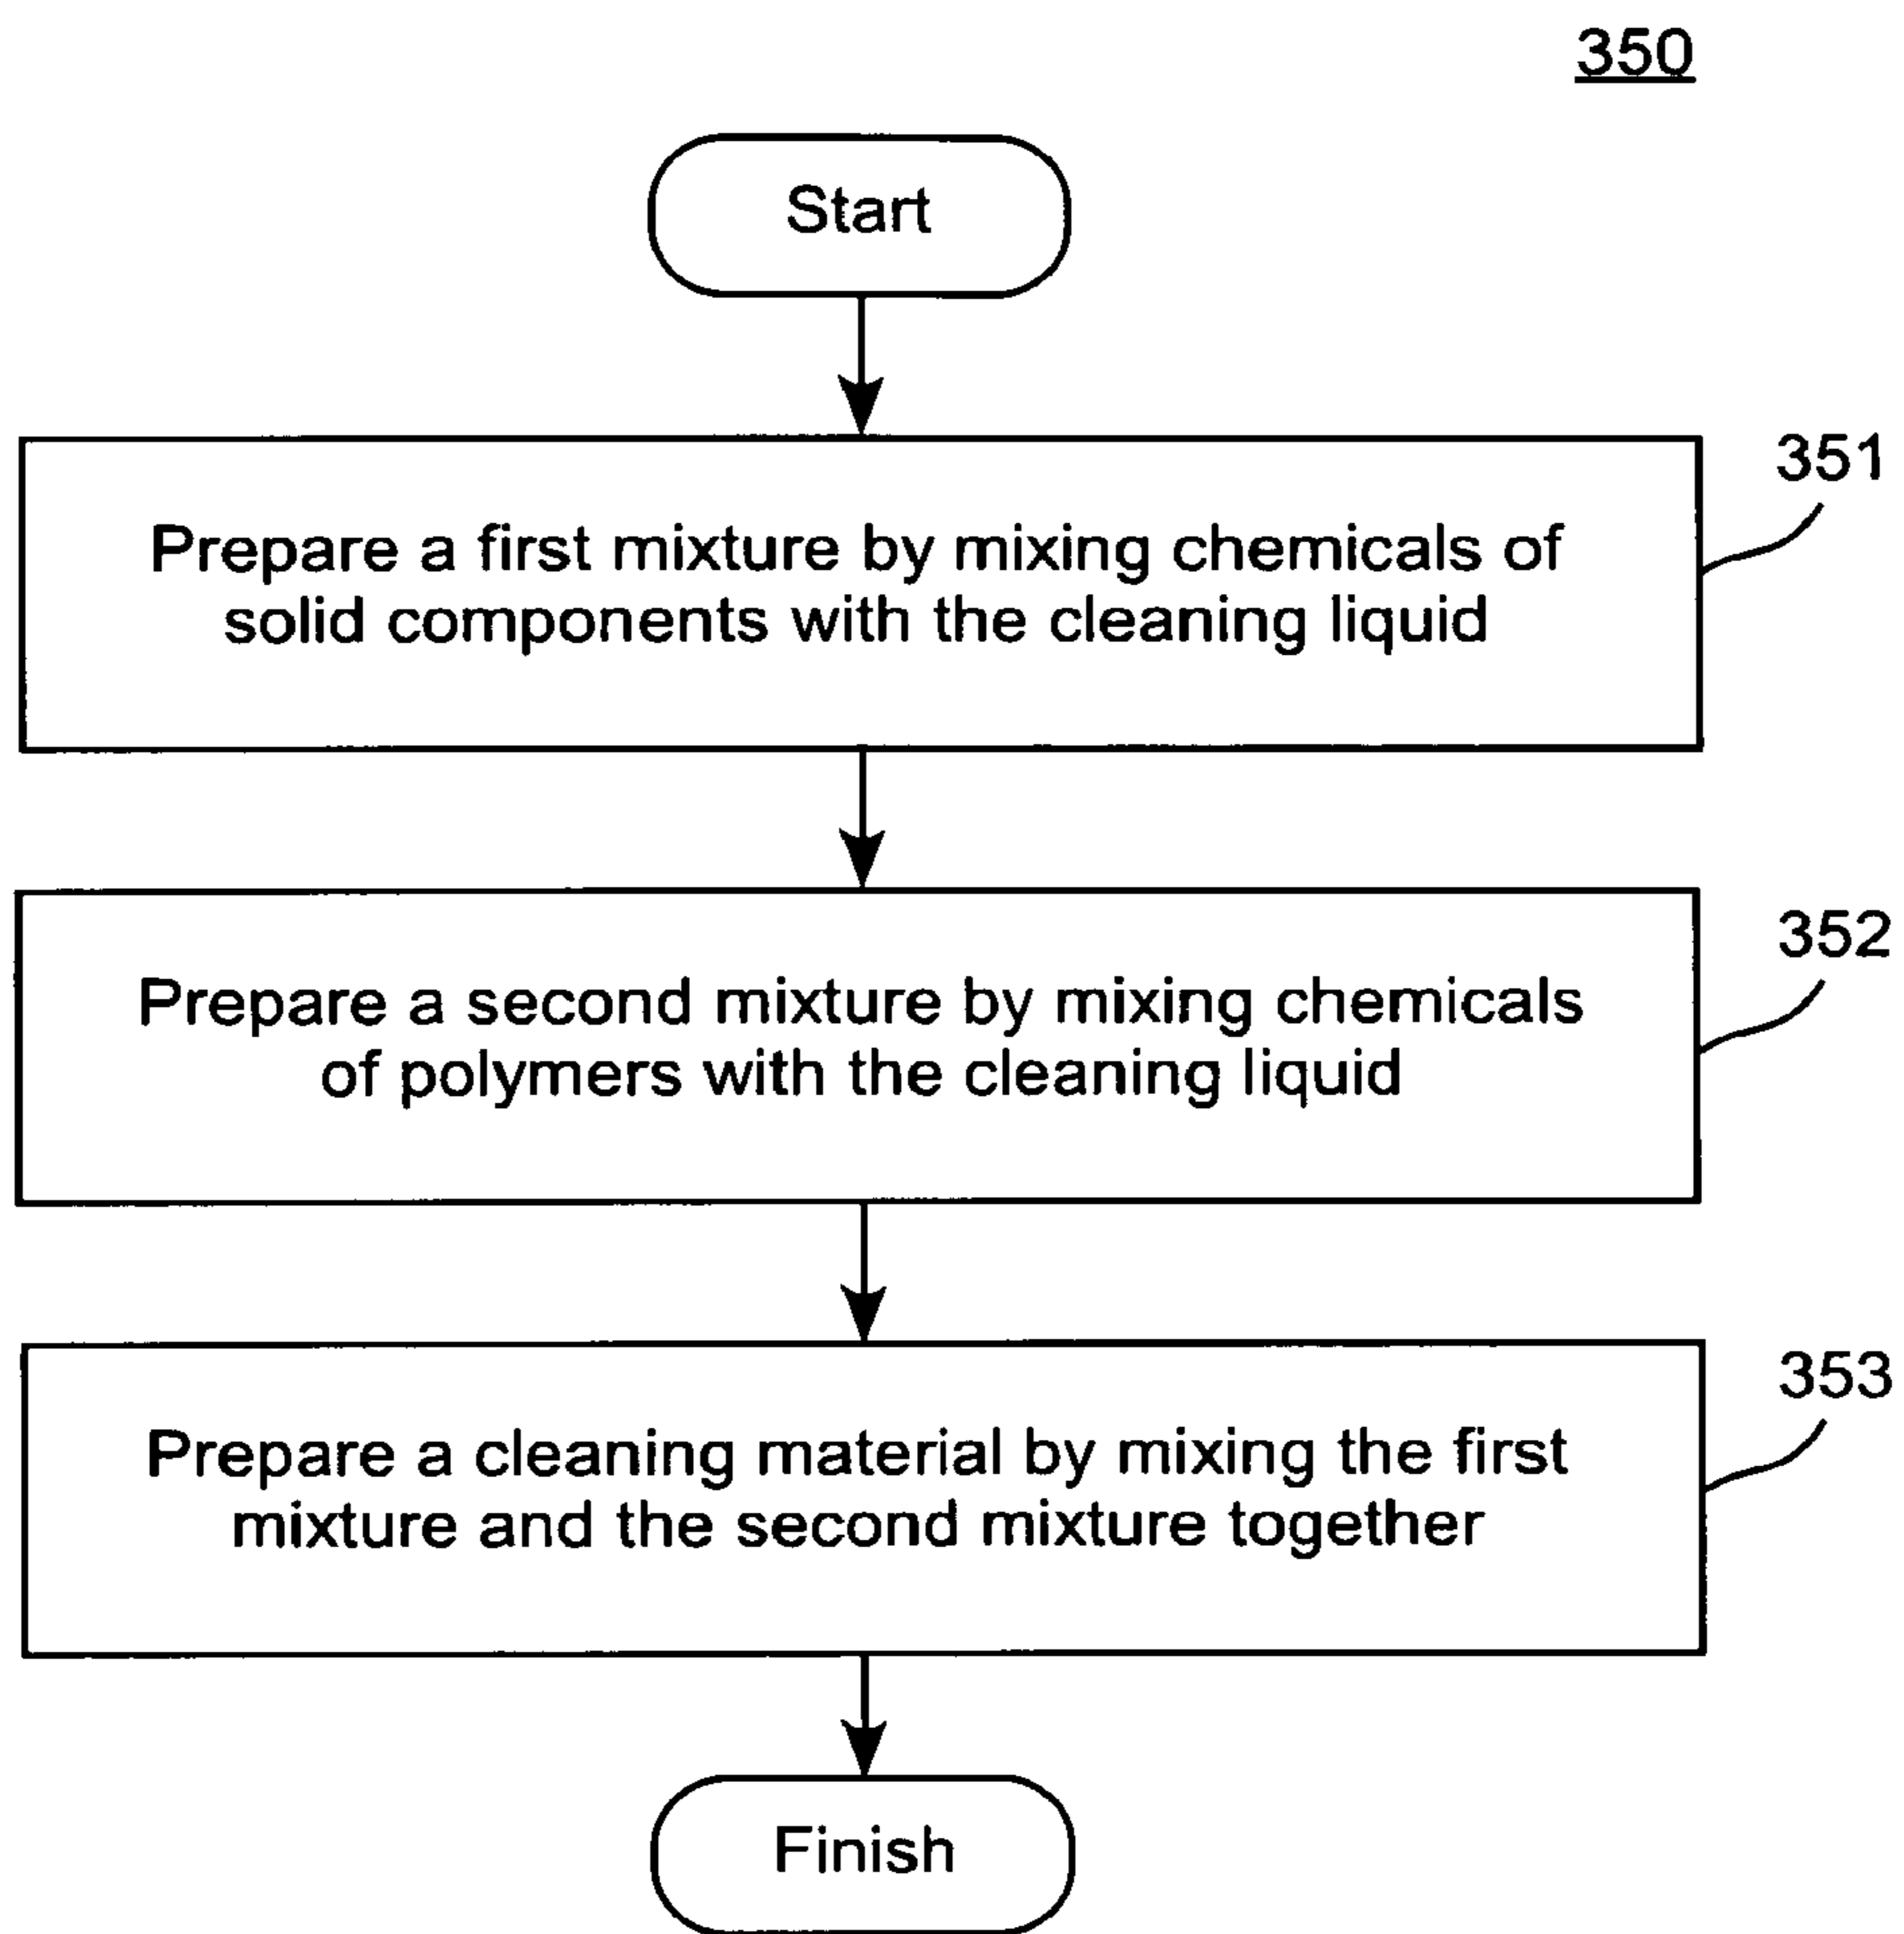 350
Start
351
Prepare a first mixture by mixing chemicals of
solid components with the cleaning liquid
352
Prepare a second mixture by mixing chemicals
of polymers with the cleaning liquid
353
Prepare a cleaning material by mixing the first
mixture and the second mixture together
Finish